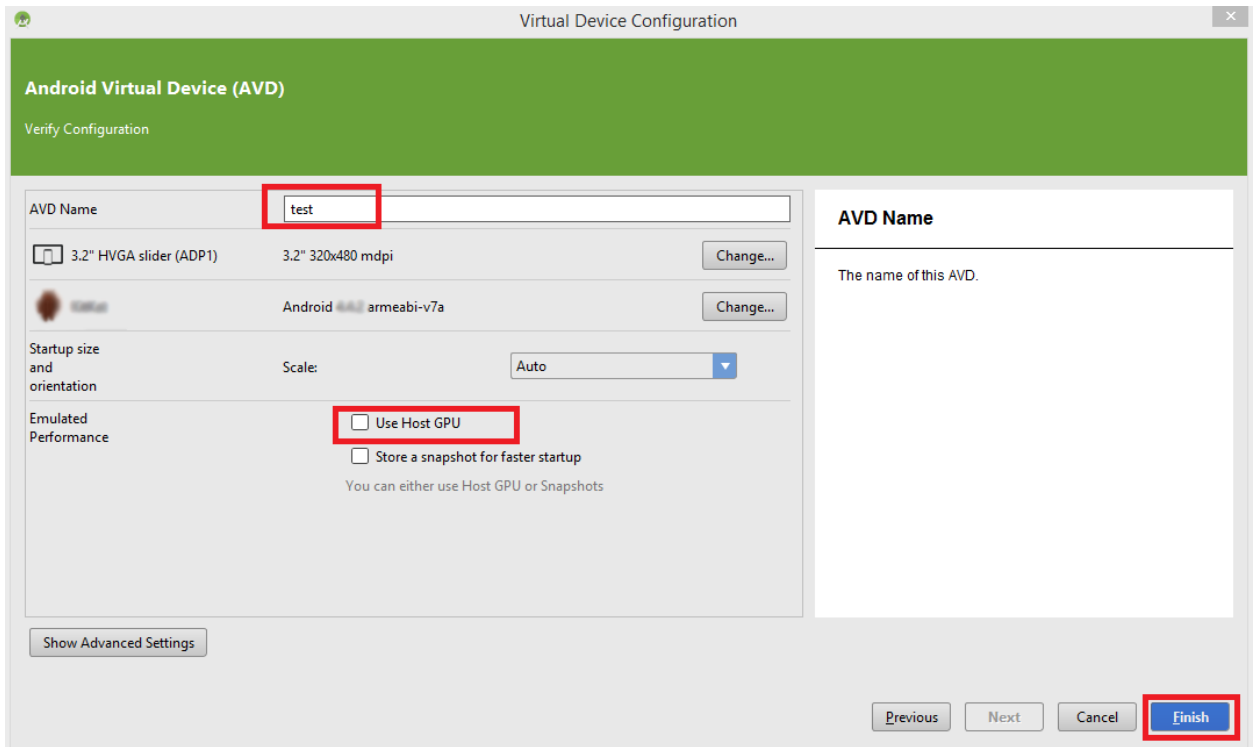 Virtual Device Configuration
Android Virtual Device (AVD)
Verify Configuration
AVD Name
test
3.2" HVGA slider (ADP1)
3.2" 320x480 mdpi
Change...
Android armeabi-v7a
Change...
Startup size
and
orientation
Scale:
Auto
Emulated
Performance
Use Host GPU
Store a snapshot for faster startup
You can either use Host GPU or Snapshots
AVD Name
The name of this AVD.
Show Advanced Settings
Previous
Next
Cancel
Finish